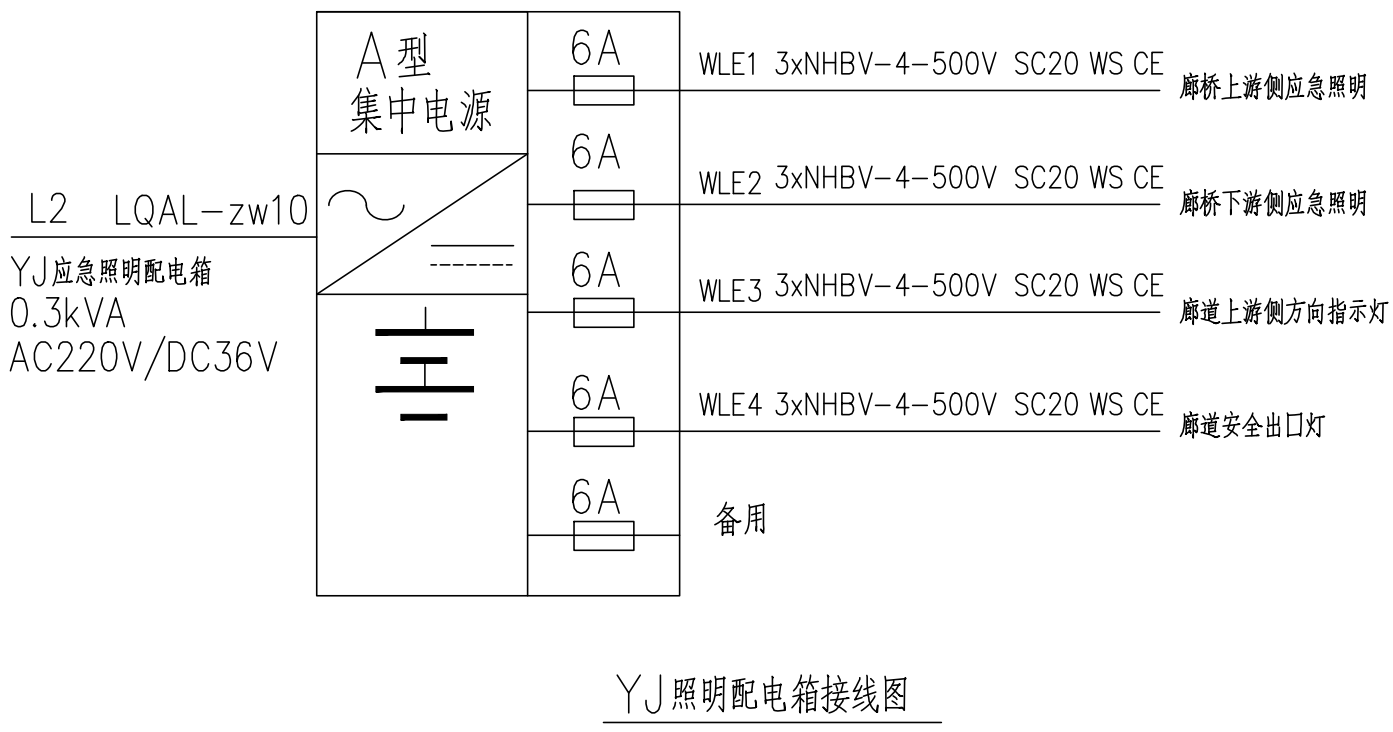 A型
集中电源
L2 LQAL-zw10
YJ应急照明配电箱
0.3kVA
AC220V/DC36V
6A
WLE1 3xNHBV-4-500V SC20 WS CE
廊桥上游侧应急照明
6A
WLE2 3xNHBV-4-500V SC20 WS CE
廊桥下游侧应急照明
6A
WLE3 3xNHBV-4-500V SC20 WS CE
廊道上游侧方向指示灯
6A
WLE4 3xNHBV-4-500V SC20 WS CE
廊道安全出口灯
6A
备用
YJ照明配电箱接线图